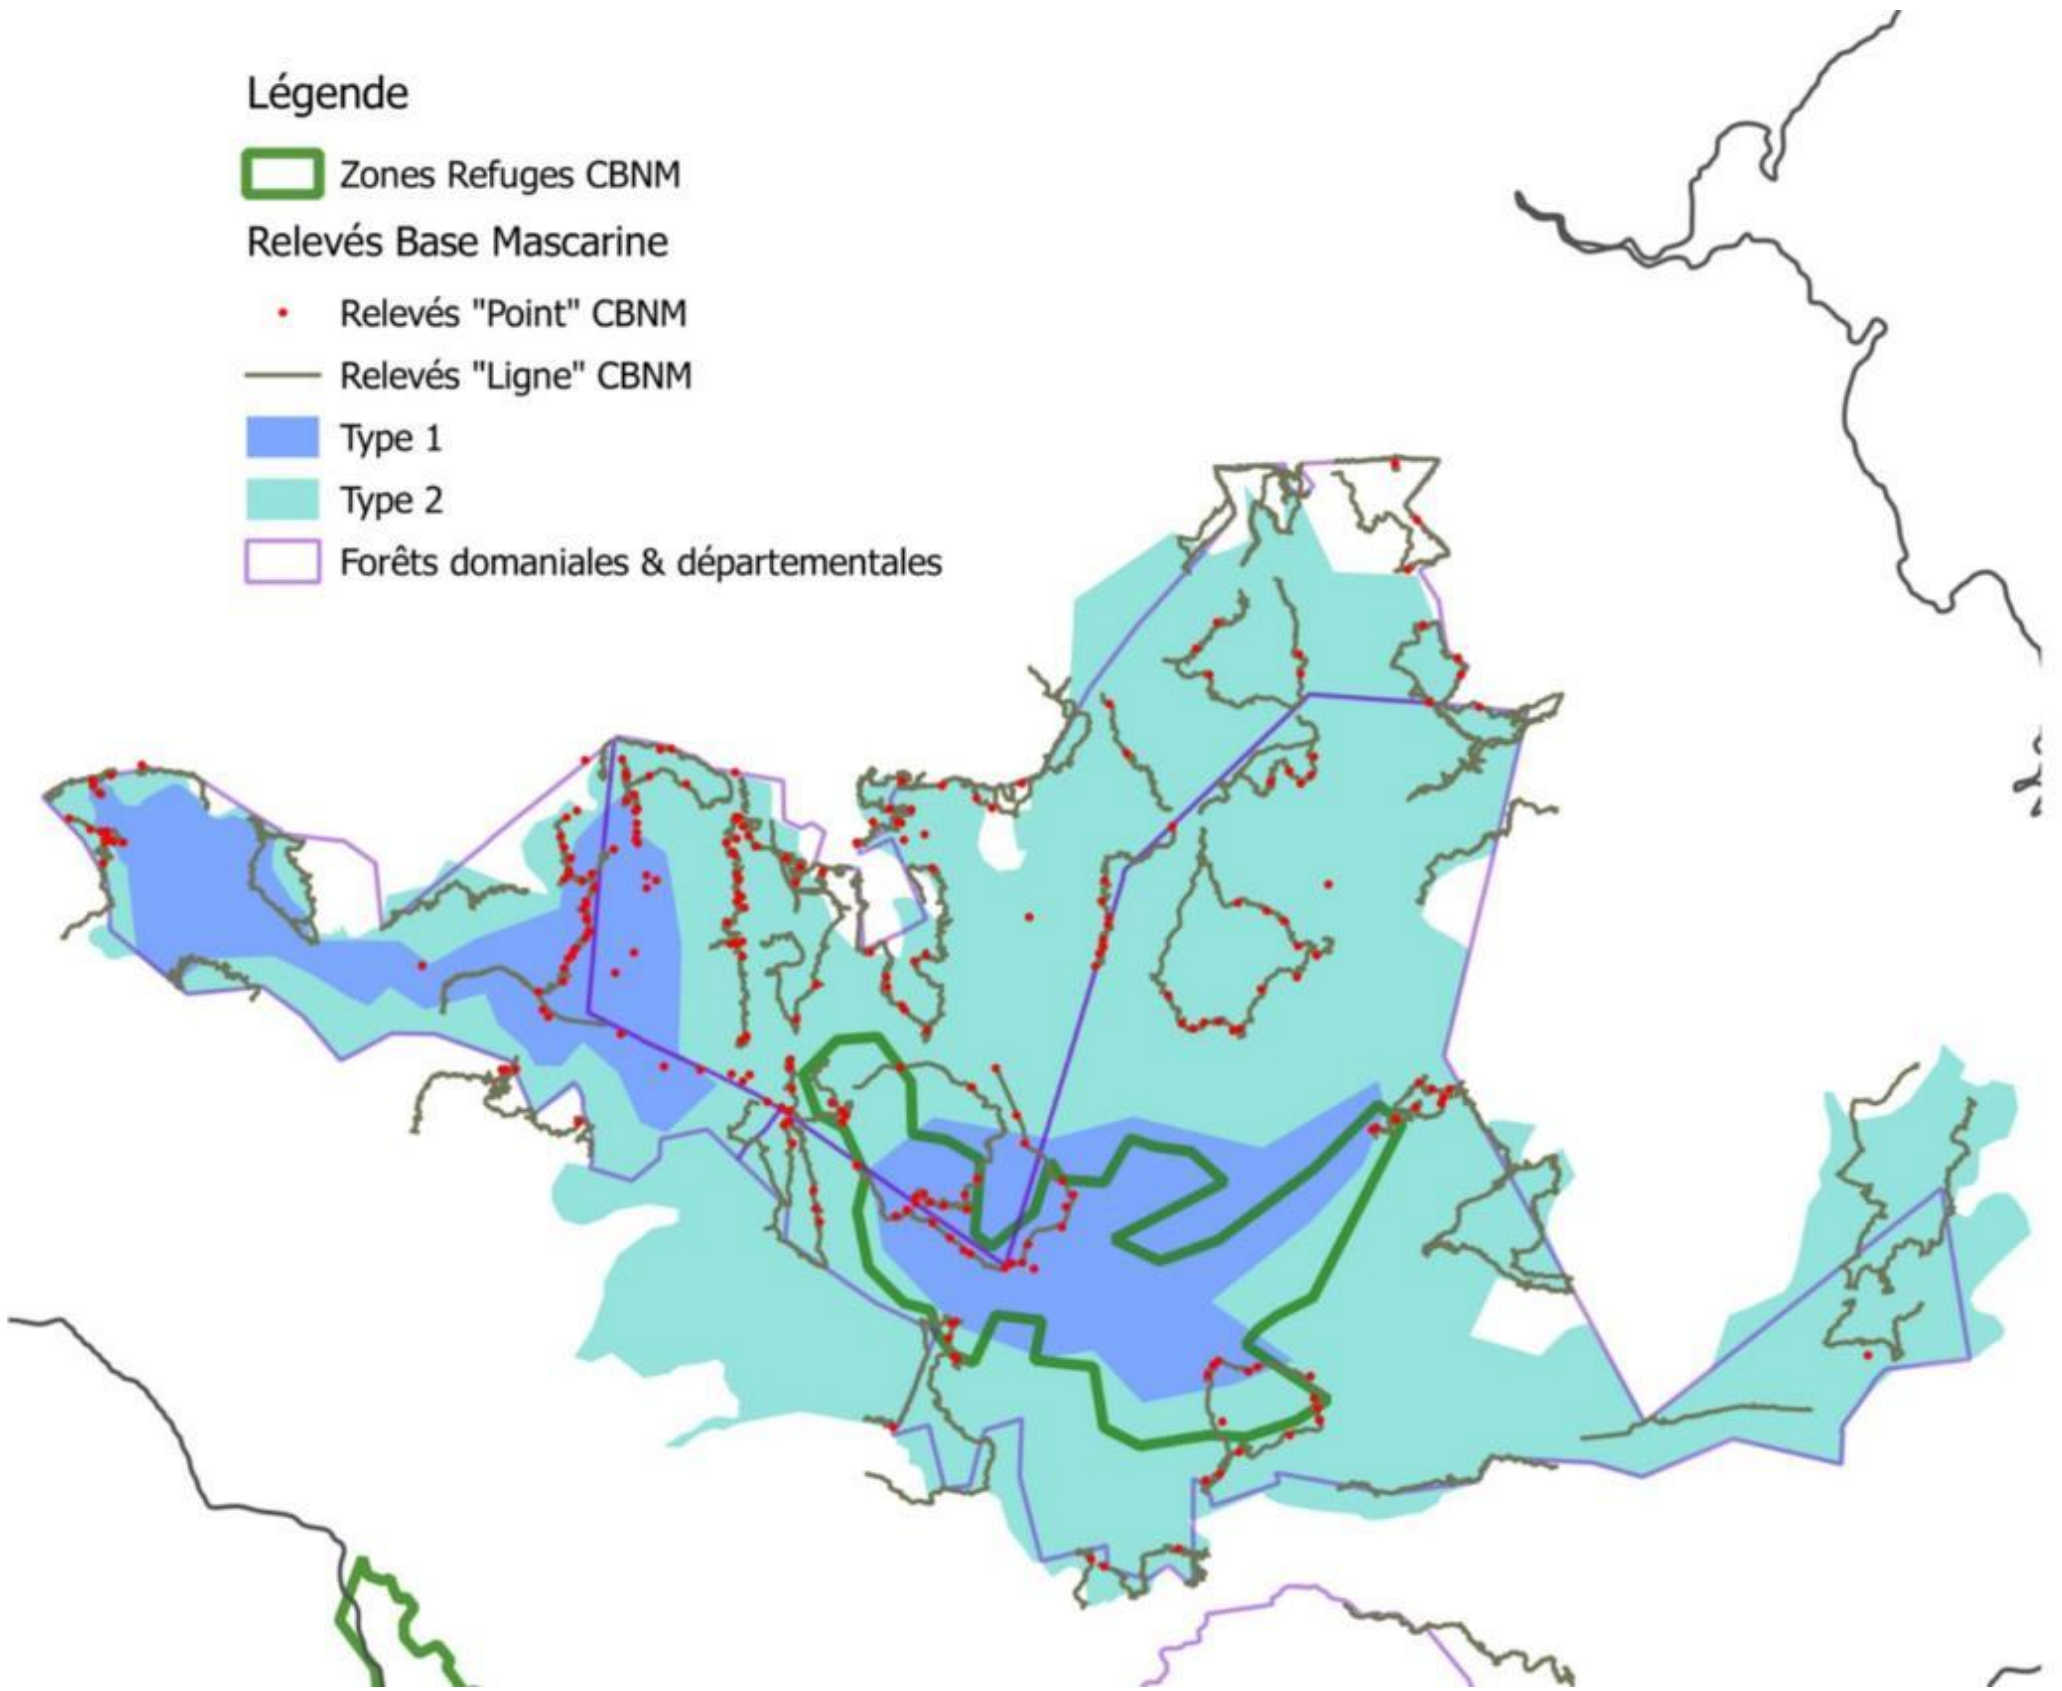 Légende
Zones Refuges CBNM
Relevés Base Mascarine
Relevés "Point" CBNM
Relevés "Ligne" CBNM
Type 1
Type 2
Forêts domaniales & départementales